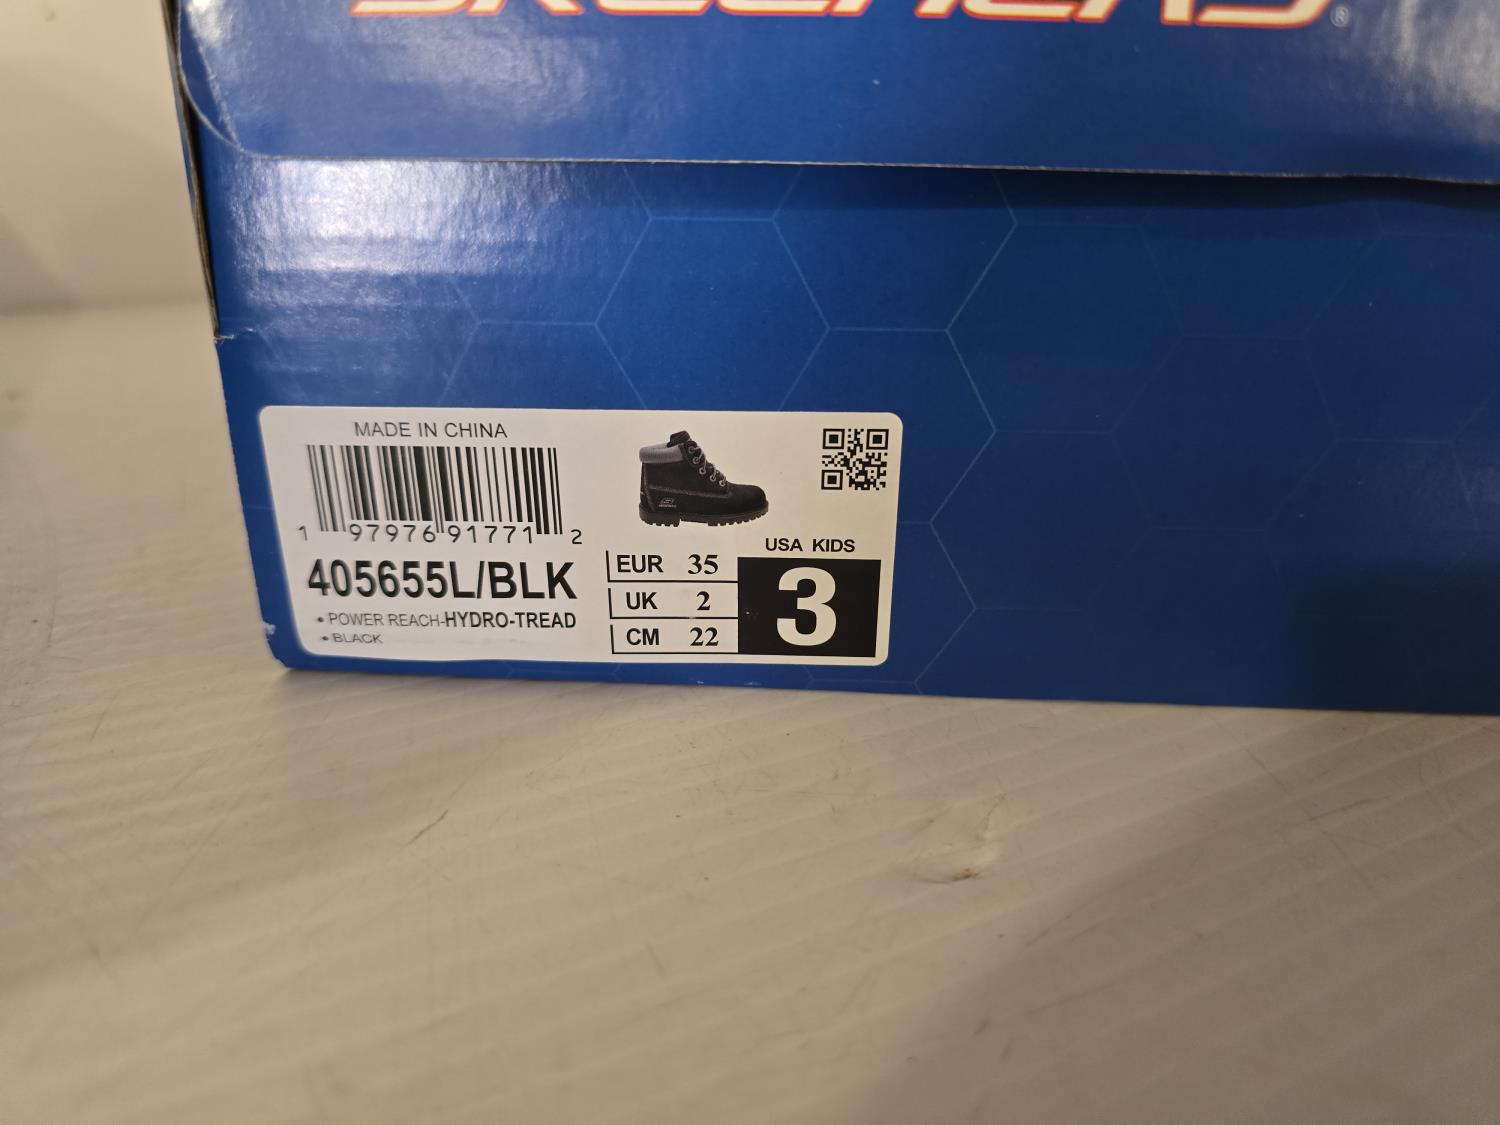 SKECHERS®
MADE IN CHINA
1 97976 91771 2
405655L/BLK
• POWER REACH-HYDRO-TREAD
• BLACK
USA KIDS
EUR 35
UK 2
CM 22
3